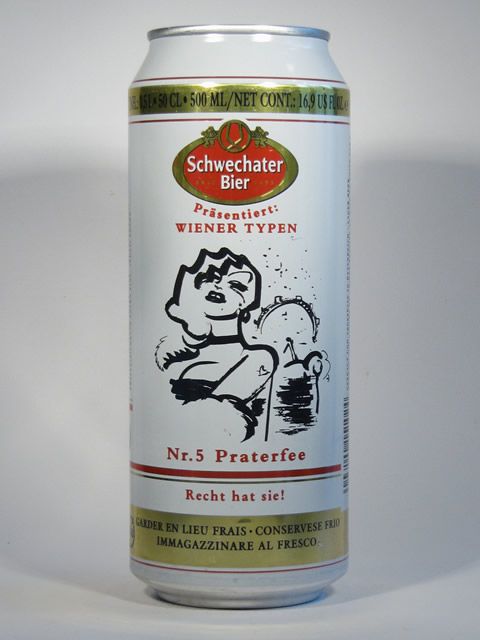 0,5 L • 50 CL • 500 ML/NET CONT.: 16,9 US FL.OZ.
Schwechater
Bier
Präsentiert:
WIENER TYPEN
Nr.5 Praterfee
Recht hat sie!
GARDER EN LIEU FRAIS • CONSERVESE FRIO
IMMAGAZZINARE AL FRESCO